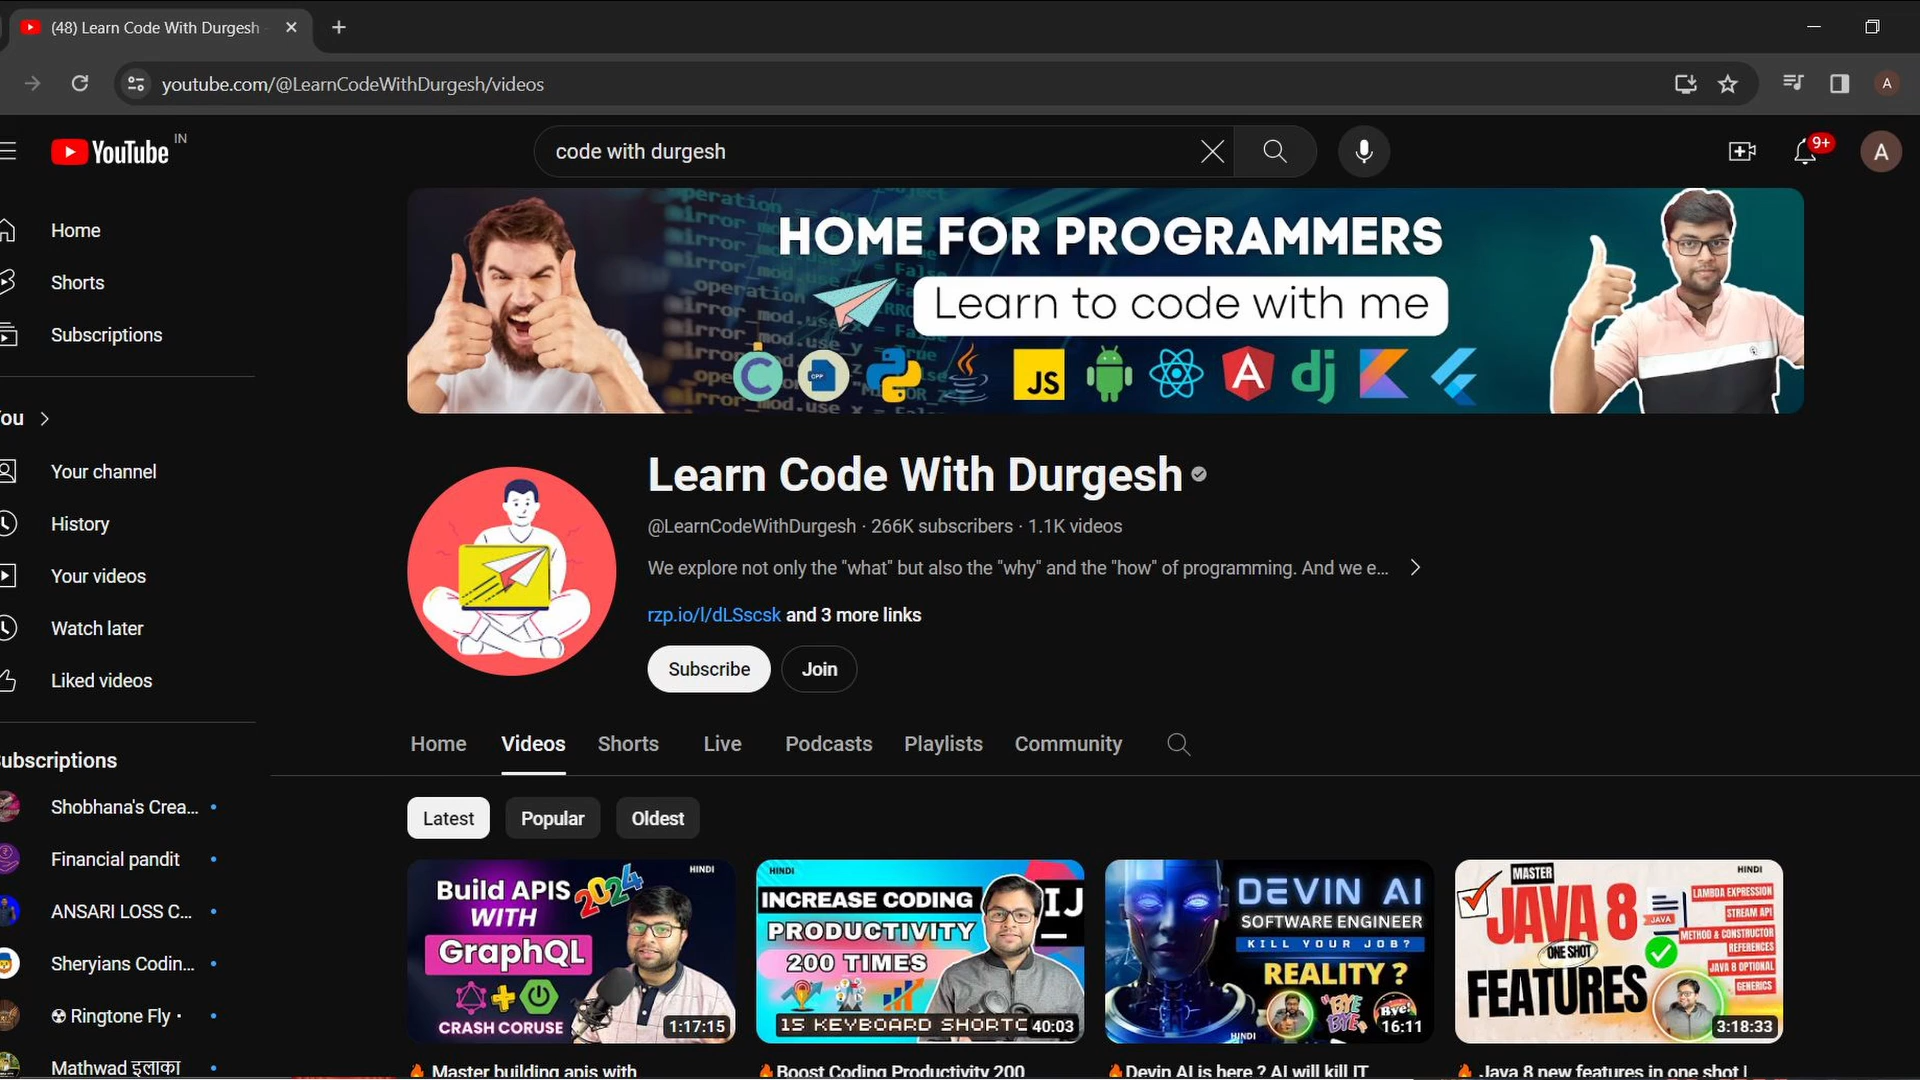 (48) Learn Code With Durgesh
youtube.com/@LearnCodeWithDurgesh/videos
A
YouTube
IN
code with durgesh
9+
A
Home
Shorts
Subscriptions
ou
Your channel
History
Your videos
Watch later
Liked videos
ubscriptions
Shobhana's Crea...
Financial pandit
ANSARI LOSS C...
Sheryians Codin...
☢ Ringtone Fly •
Mathwad इलाका
HOME FOR PROGRAMMERS
Learn to code with me
C
CPP
JS
A
dj
Learn Code With Durgesh
@LearnCodeWithDurgesh · 266K subscribers · 1.1K videos
We explore not only the "what" but also the "why" and the "how" of programming. And we e...
rzp.io/l/dLSscsk and 3 more links
Subscribe
Join
Home
Videos
Shorts
Live
Podcasts
Playlists
Community
Latest
Popular
Oldest
HINDI
Build APIS 2024
WITH
GraphQL
CRASH CORUSE
1:17:15
🔥 Master building apis with
HINDI
INCREASE CODING
PRODUCTIVITY
200 TIMES
IJ
15 KEYBOARD SHORTC
40:03
🔥Boost Coding Productivity 200
DEVIN AI
SOFTWARE ENGINEER
KILL YOUR JOB?
REALITY ?
BYE BYE
Bye!
HINDI
16:11
🔥Devin AI is here ? AI will kill IT
MASTER
HINDI
JAVA 8
ONE SHOT
FEATURES
JAVA
LAMBDA EXPRESSION
STREAM API
METHOD & CONSTRUCTOR
REFERENCES
JAVA 8 OPTIONAL
GENERICS
3:18:33
🔥 Java 8 new features in one shot |